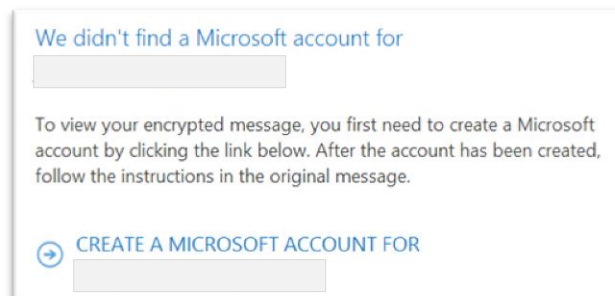 We didn't find a Microsoft account for
To view your encrypted message, you first need to create a Microsoft
account by clicking the link below. After the account has been created,
follow the instructions in the original message.
CREATE A MICROSOFT ACCOUNT FOR